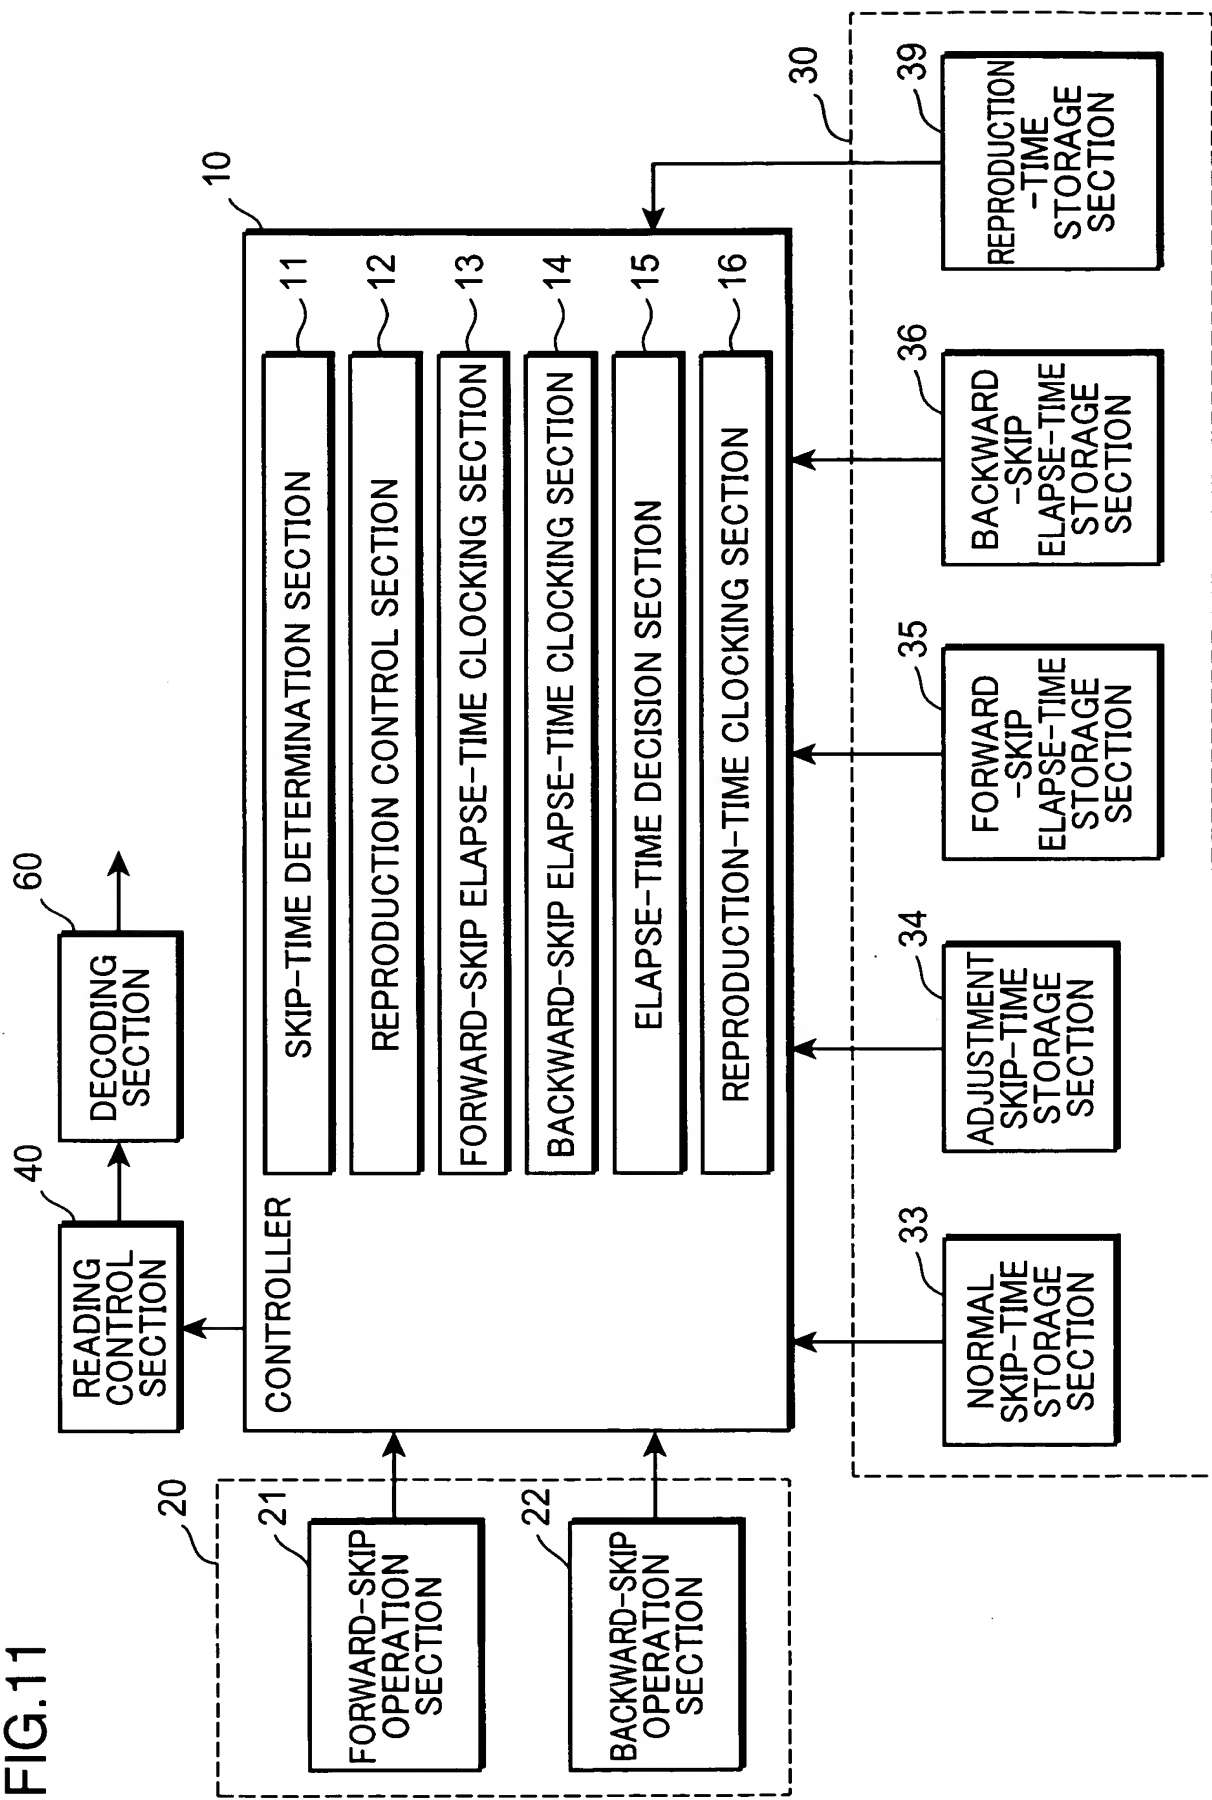 FIG.11
20
21
FORWARD-SKIP
OPERATION
SECTION
22
BACKWARD-SKIP
OPERATION
SECTION
40
READING
CONTROL
SECTION
60
DECODING
SECTION
10
CONTROLLER
SKIP-TIME DETERMINATION SECTION
11
REPRODUCTION CONTROL SECTION
12
FORWARD-SKIP ELAPSE-TIME CLOCKING SECTION
13
BACKWARD-SKIP ELAPSE-TIME CLOCKING SECTION
14
ELAPSE-TIME DECISION SECTION
15
REPRODUCTION-TIME CLOCKING SECTION
16
30
33
NORMAL
SKIP-TIME
STORAGE
SECTION
34
ADJUSTMENT
SKIP-TIME
STORAGE
SECTION
35
FORWARD
-SKIP
ELAPSE-TIME
STORAGE
SECTION
36
BACKWARD
-SKIP
ELAPSE-TIME
STORAGE
SECTION
39
REPRODUCTION
-TIME
STORAGE
SECTION